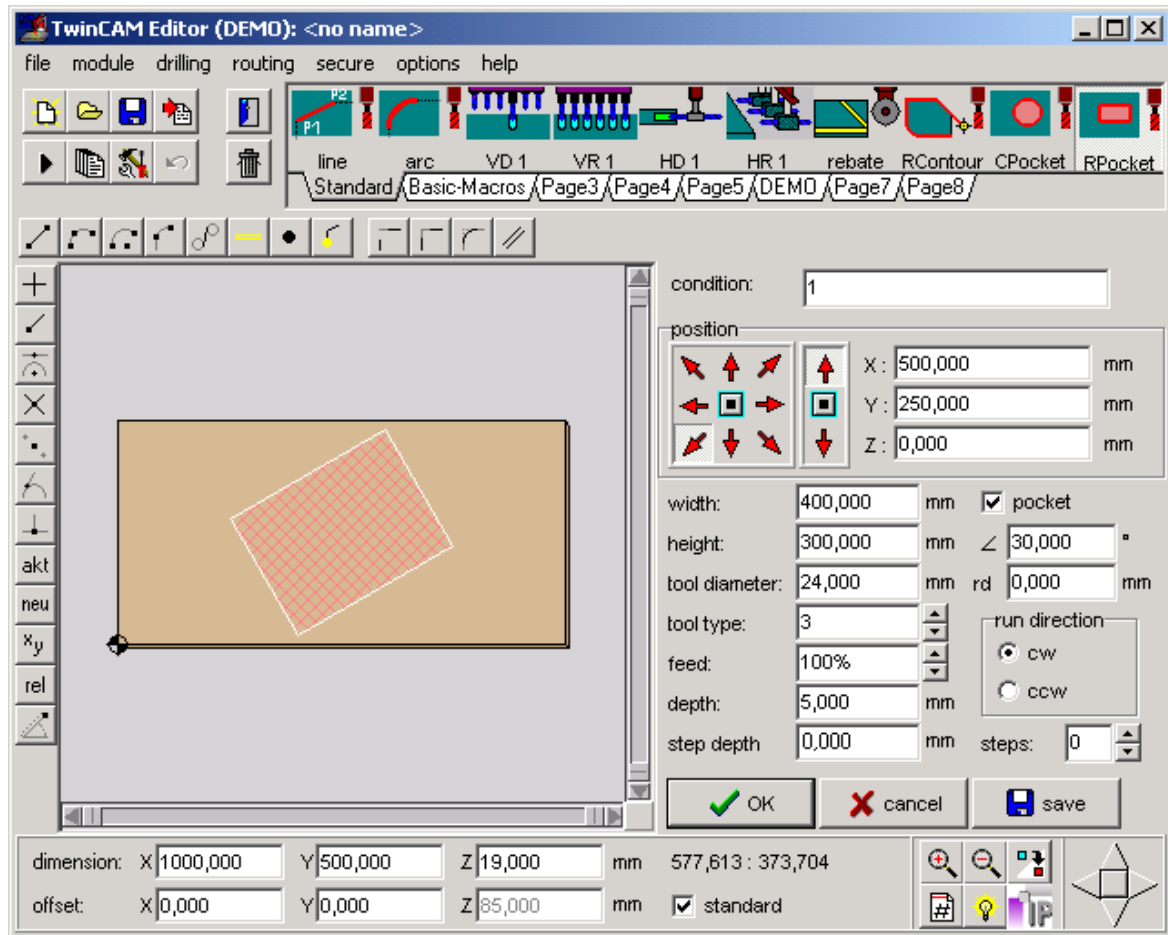 TwinCAM Editor (DEMO): <no name>
file module drilling routing secure options help
P2
P1
line arc VD 1 VR 1 HD 1 HR 1 rebate RContour CPocket RPocket
Standard Basic-Macros Page3 Page4 Page5 DEMO Page7 Page8
condition: 1
position
X : 500,000 mm
Y : 250,000 mm
Z : 0,000 mm
akt
neu
xy
rel
width: 400,000 mm pocket
height: 300,000 mm ∠ 30,000 °
tool diameter: 24,000 mm rd 0,000 mm
tool type: 3 run direction
feed: 100% cw
depth: 5,000 mm ccw
step depth 0,000 mm steps: 0
OK cancel save
dimension: X 1000,000 Y 500,000 Z 19,000 mm 577,613 : 373,704
offset: X 0,000 Y 0,000 Z 85,000 mm standard
# IP